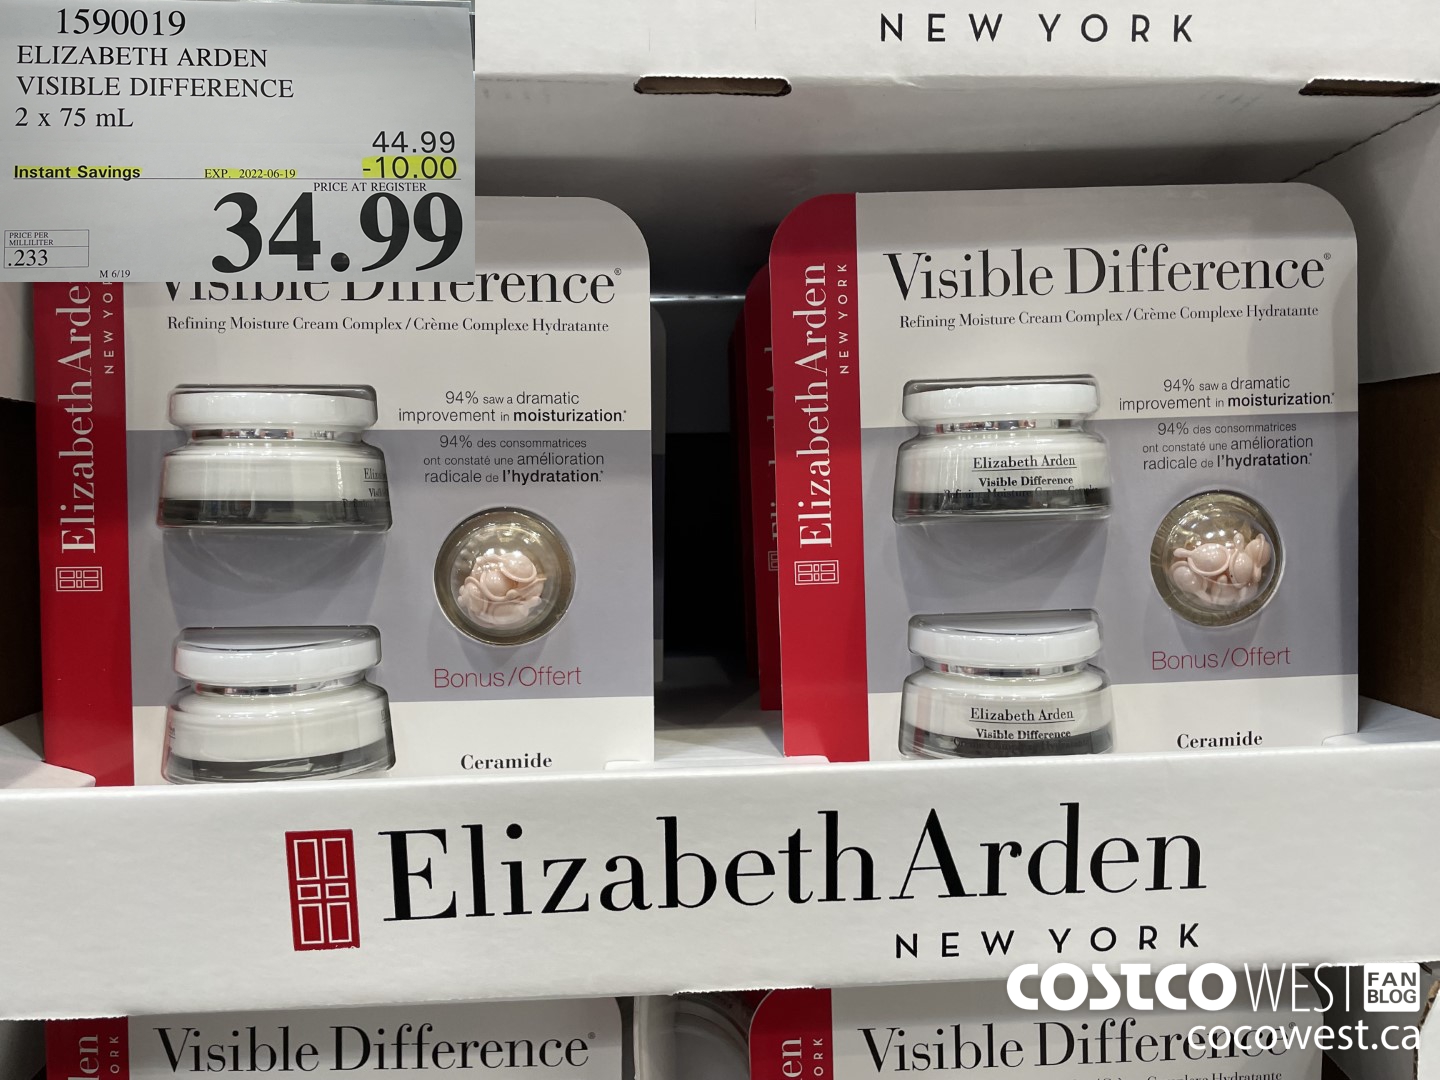 1590019
ELIZABETH ARDEN
VISIBLE DIFFERENCE
2 x 75 mL
44.99
Instant Savings EXP. 2022-06-19 -10.00
PRICE AT REGISTER
34.99
PRICE PER
MILLILITER
.233
M 6/19
NEW YORK
Elizabeth Arden
NEW YORK
Visible Difference®
Refining Moisture Cream Complex / Crème Complexe Hydratante
94% saw a dramatic
improvement in moisturization.*
94% des consommatrices
ont constaté une amélioration
radicale de l'hydratation.*
Bonus/Offert
Ceramide
Elizabeth Arden
NEW YORK
Visible Difference®
Refining Moisture Cream Complex / Crème Complexe Hydratante
94% saw a dramatic
improvement in moisturization.*
94% des consommatrices
ont constaté une amélioration
radicale de l'hydratation.*
Elizabeth Arden
Visible Difference
Refining Moisture Cream Complex
Bonus/Offert
Elizabeth Arden
Visible Difference
Ceramide
Elizabeth Arden
NEW YORK
COSTCO WEST FAN
BLOG
cocowest.ca
Visible Difference®
Visible Difference®
Complexe Hydratante